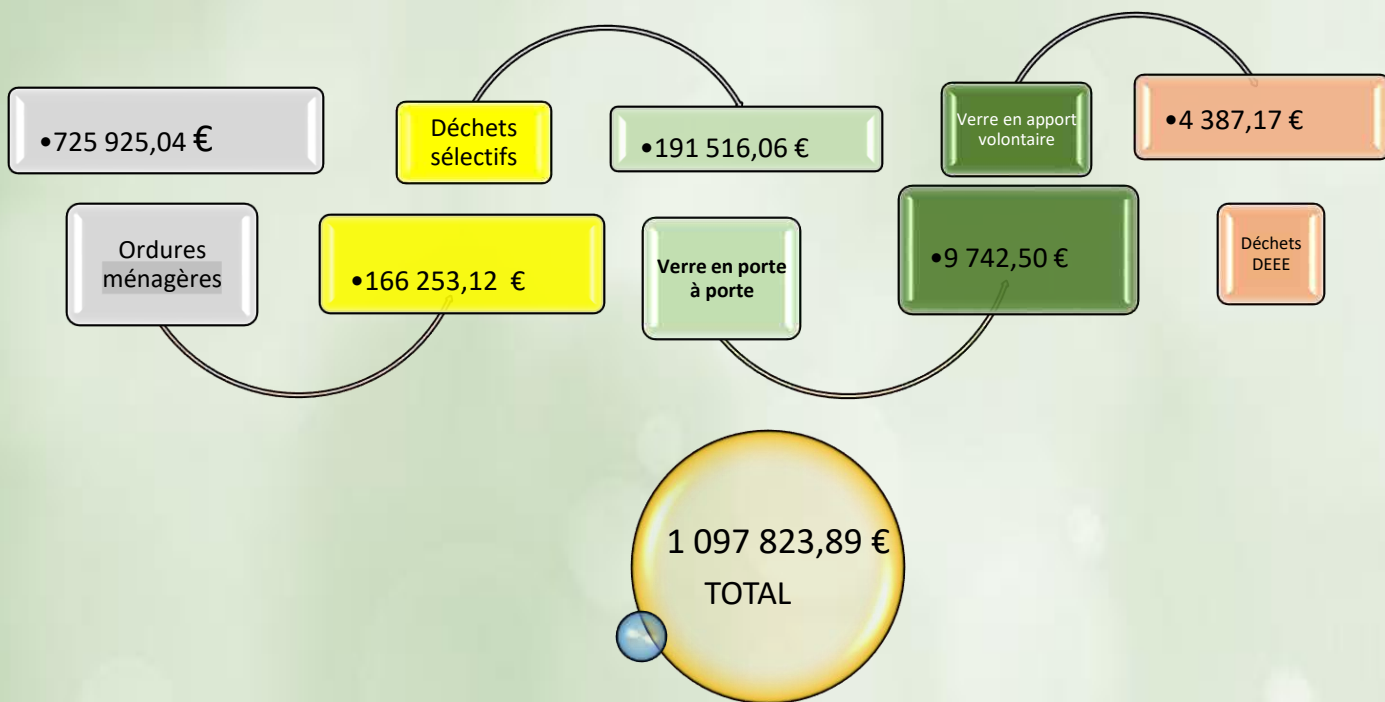 •725 925,04 €
Ordures
ménagères
Déchets
sélectifs
•166 253,12 €
•191 516,06 €
Verre en porte
à porte
Verre en apport
volontaire
•9 742,50 €
•4 387,17 €
Déchets
DEEE
1 097 823,89 €
TOTAL